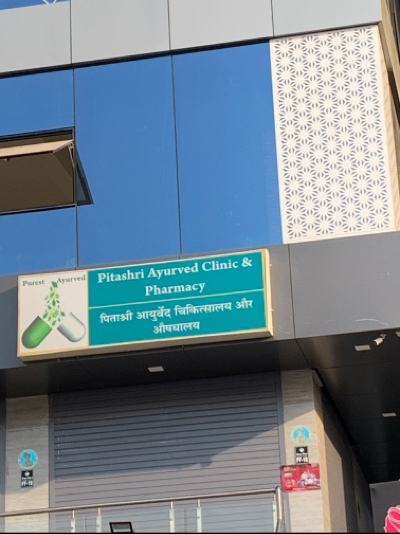 Purest Ayurved
Pitashri Ayurved Clinic &
Pharmacy
पिताश्री आयुर्वेद चिकित्सालय और
औषधालय